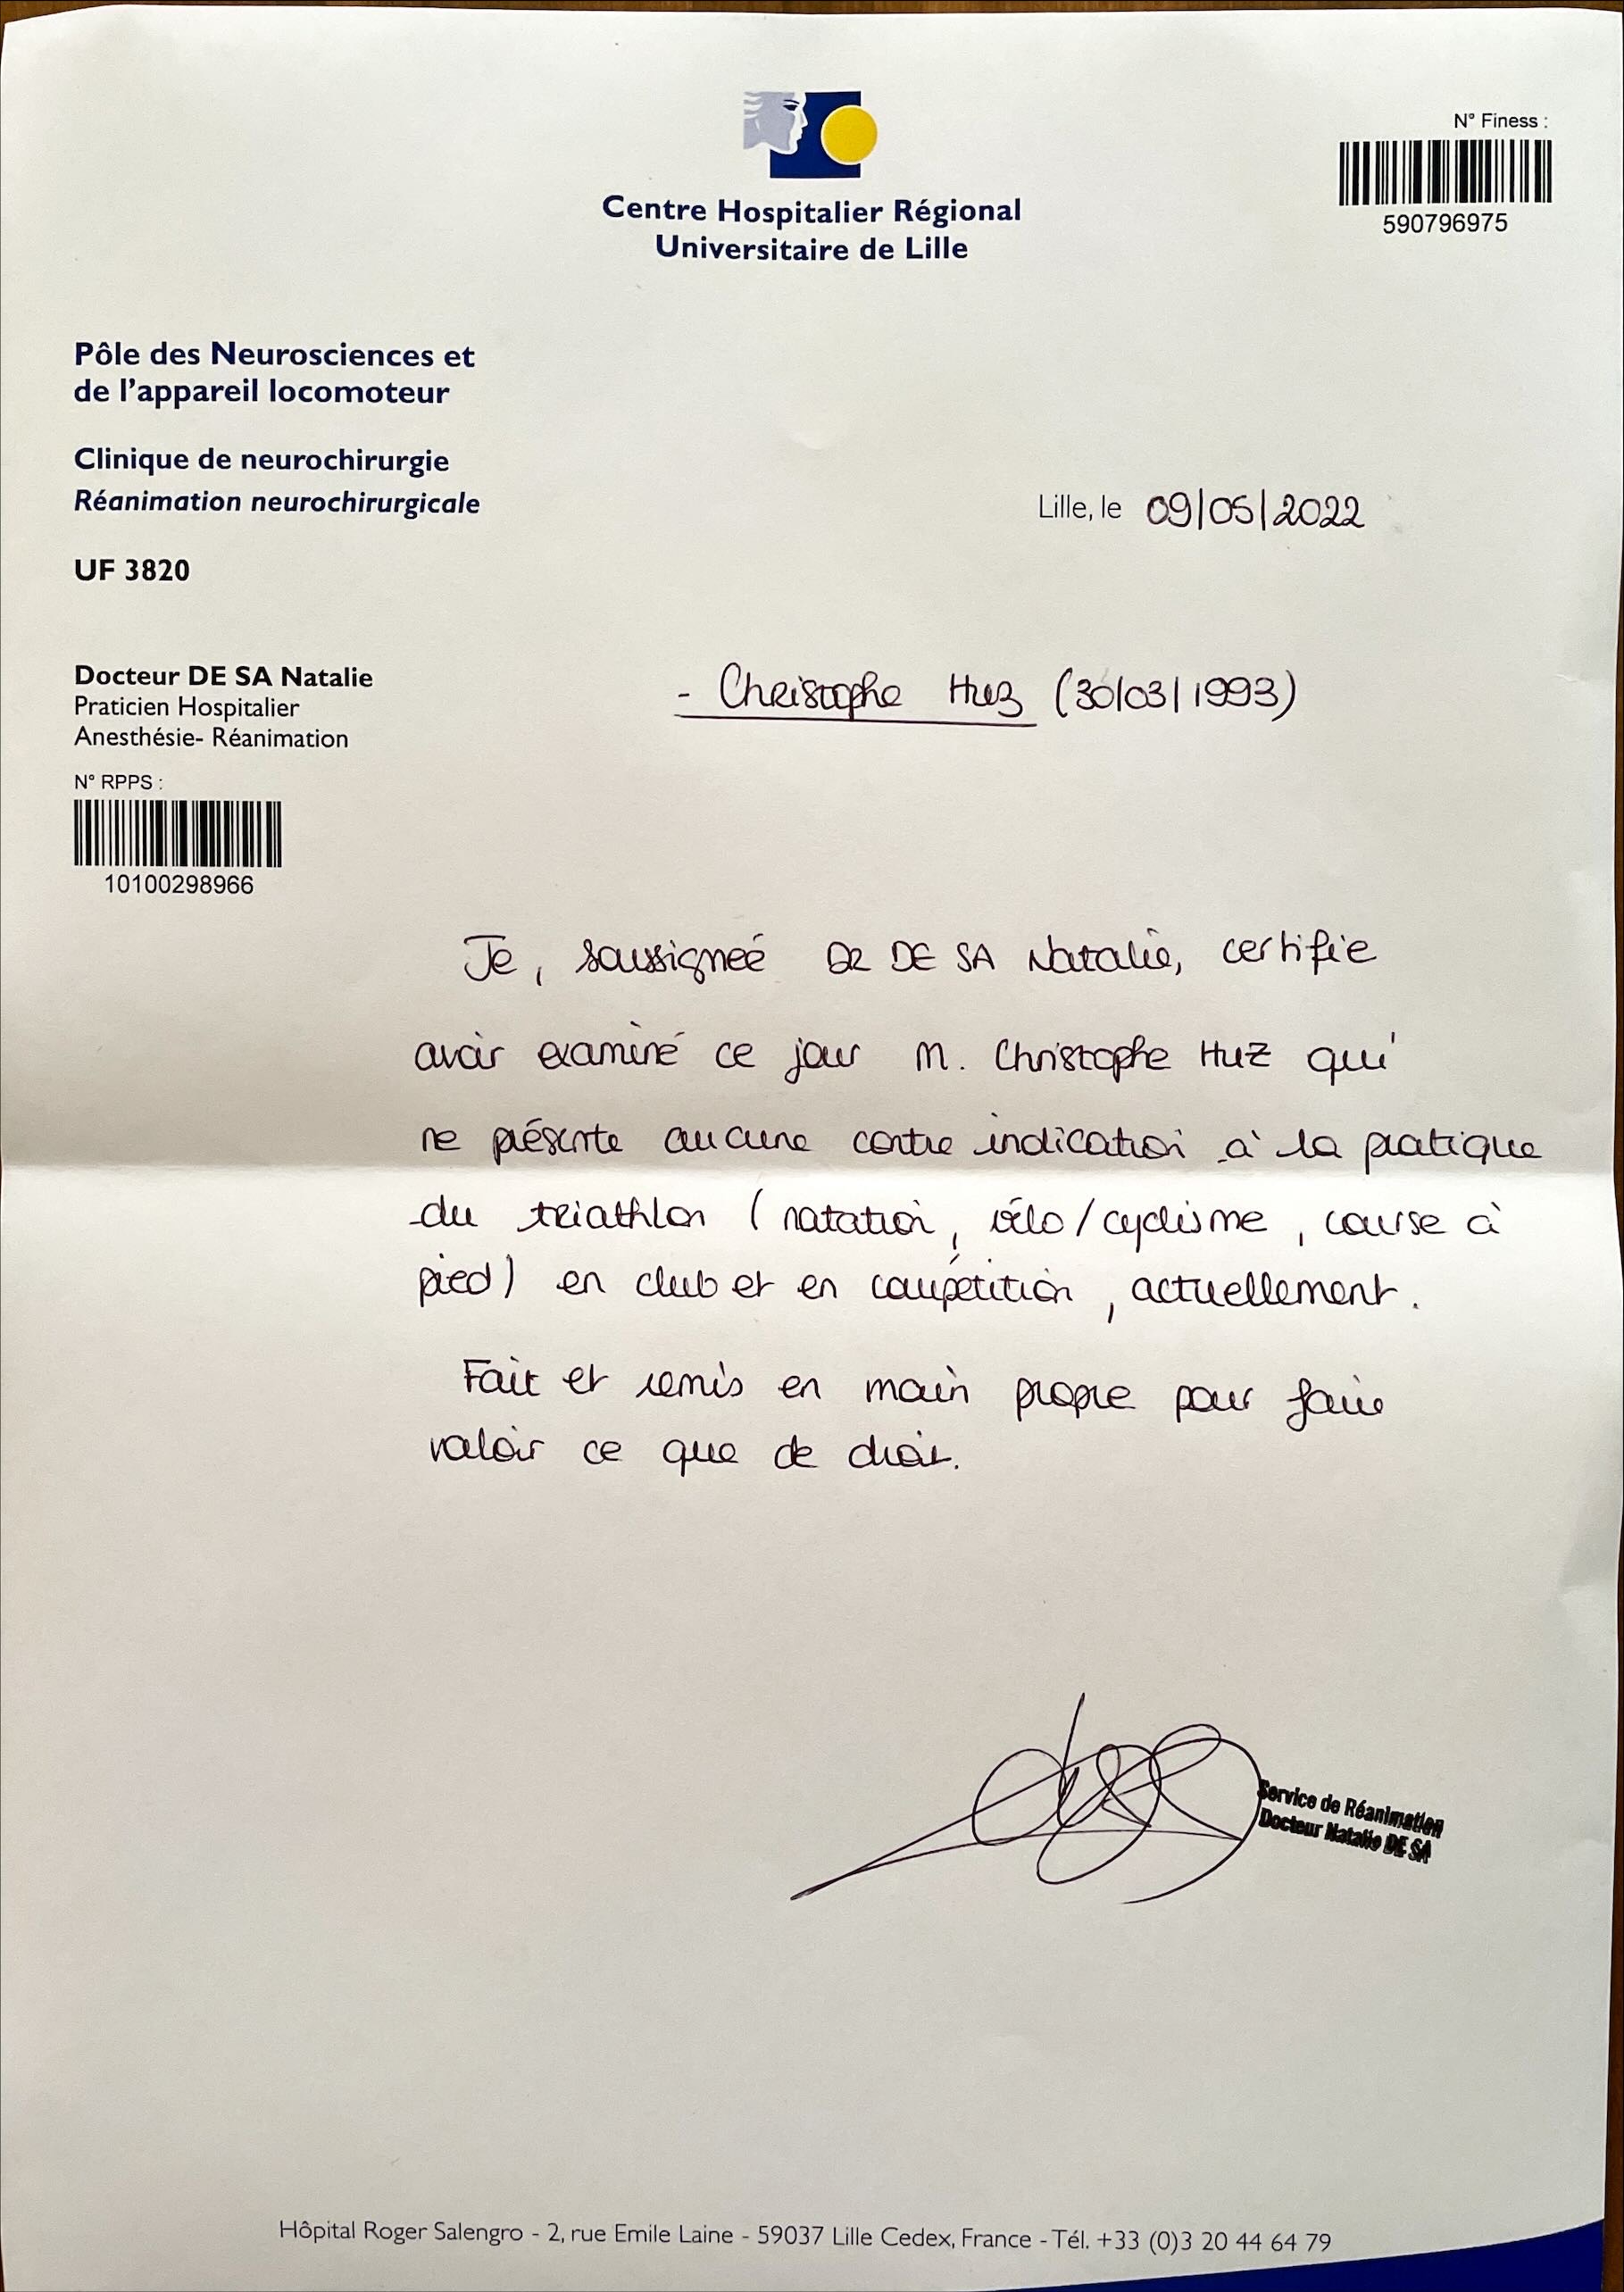 N° Finess :
590796975
Centre Hospitalier Régional
Universitaire de Lille
Pôle des Neurosciences et
de l'appareil locomoteur
Clinique de neurochirurgie
Réanimation neurochirurgicale
Lille, le 09/05/2022
UF 3820
Docteur DE SA Natalie
Praticien Hospitalier
Anesthésie- Réanimation
N° RPPS :
10100298966
- Christophe Huz (30/03/1993)
Je, soussigneé DR DE SA Natalie, certifie
avoir examiné ce jour M. Christophe HUZ qui
ne présente aucune contre indication à la pratique
du triathlon ( natation, vélo/cyclisme, course à
pied) en club et en compétition, actuellement.
Fait et remis en main propre pour faire
valoir ce que de droit.
Service de Réanimation
Docteur Natalie DE SA
Hôpital Roger Salengro - 2, rue Emile Laine - 59037 Lille Cedex, France - Tél. +33 (0)3 20 44 64 79